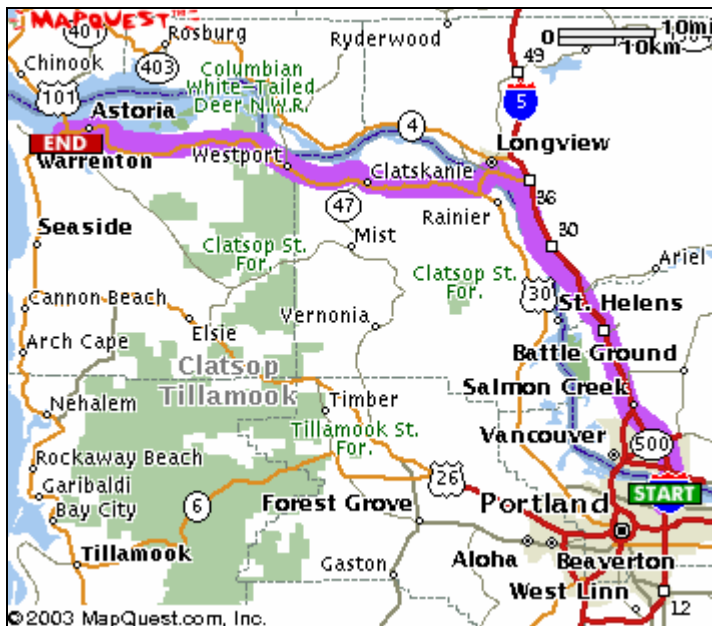 MAPQUEST
401
Rosburg
Ryderwood
0
10mi
10km
Chinook
403
49
Columbian
White-Tailed
Deer N.W.R.
101
Astoria
5
4
Longview
END
Warrenton
Westport
Clatskanie
36
47
Rainier
30
Seaside
Mist
Clatsop St.
For.
Ariel
Clatsop St.
For.
30
St. Helens
Cannon Beach
Elsie
Vernonia
Arch Cape
Battle Ground
Clatsop
Tillamook
Salmon Creek
Nehalem
Timber
Tillamook St.
For.
Vancouver
500
Rockaway Beach
26
START
Garibaldi
Bay City
6
Forest Grove
Portland
Tillamook
Aloha
Beaverton
Gaston
West Linn
12
©2003 MapQuest.com, Inc.